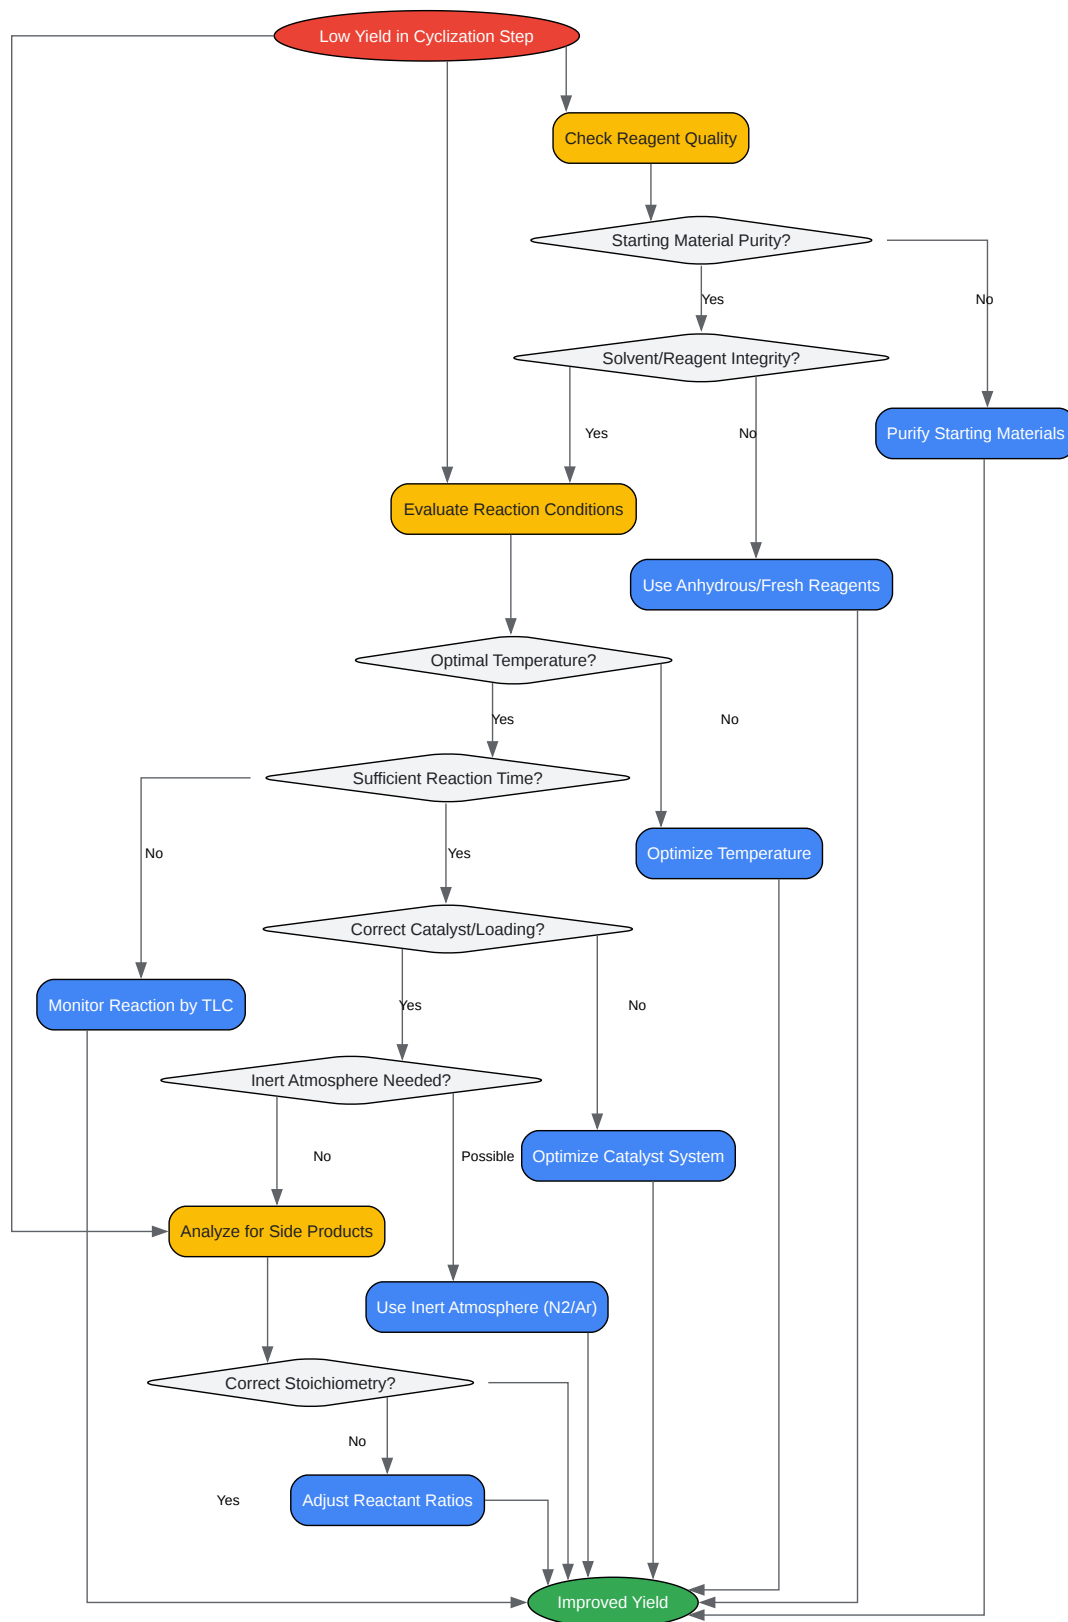 Low Yield in Cyclization Step
Check Reagent Quality
Starting Material Purity?
Yes
No
Solvent/Reagent Integrity?
Yes
No
Purify Starting Materials
Evaluate Reaction Conditions
Use Anhydrous/Fresh Reagents
Optimal Temperature?
Yes
No
Sufficient Reaction Time?
No
Yes
Optimize Temperature
Correct Catalyst/Loading?
Monitor Reaction by TLC
Yes
No
Inert Atmosphere Needed?
No
Possible
Optimize Catalyst System
Analyze for Side Products
Use Inert Atmosphere (N2/Ar)
Correct Stoichiometry?
No
Yes
Adjust Reactant Ratios
Improved Yield